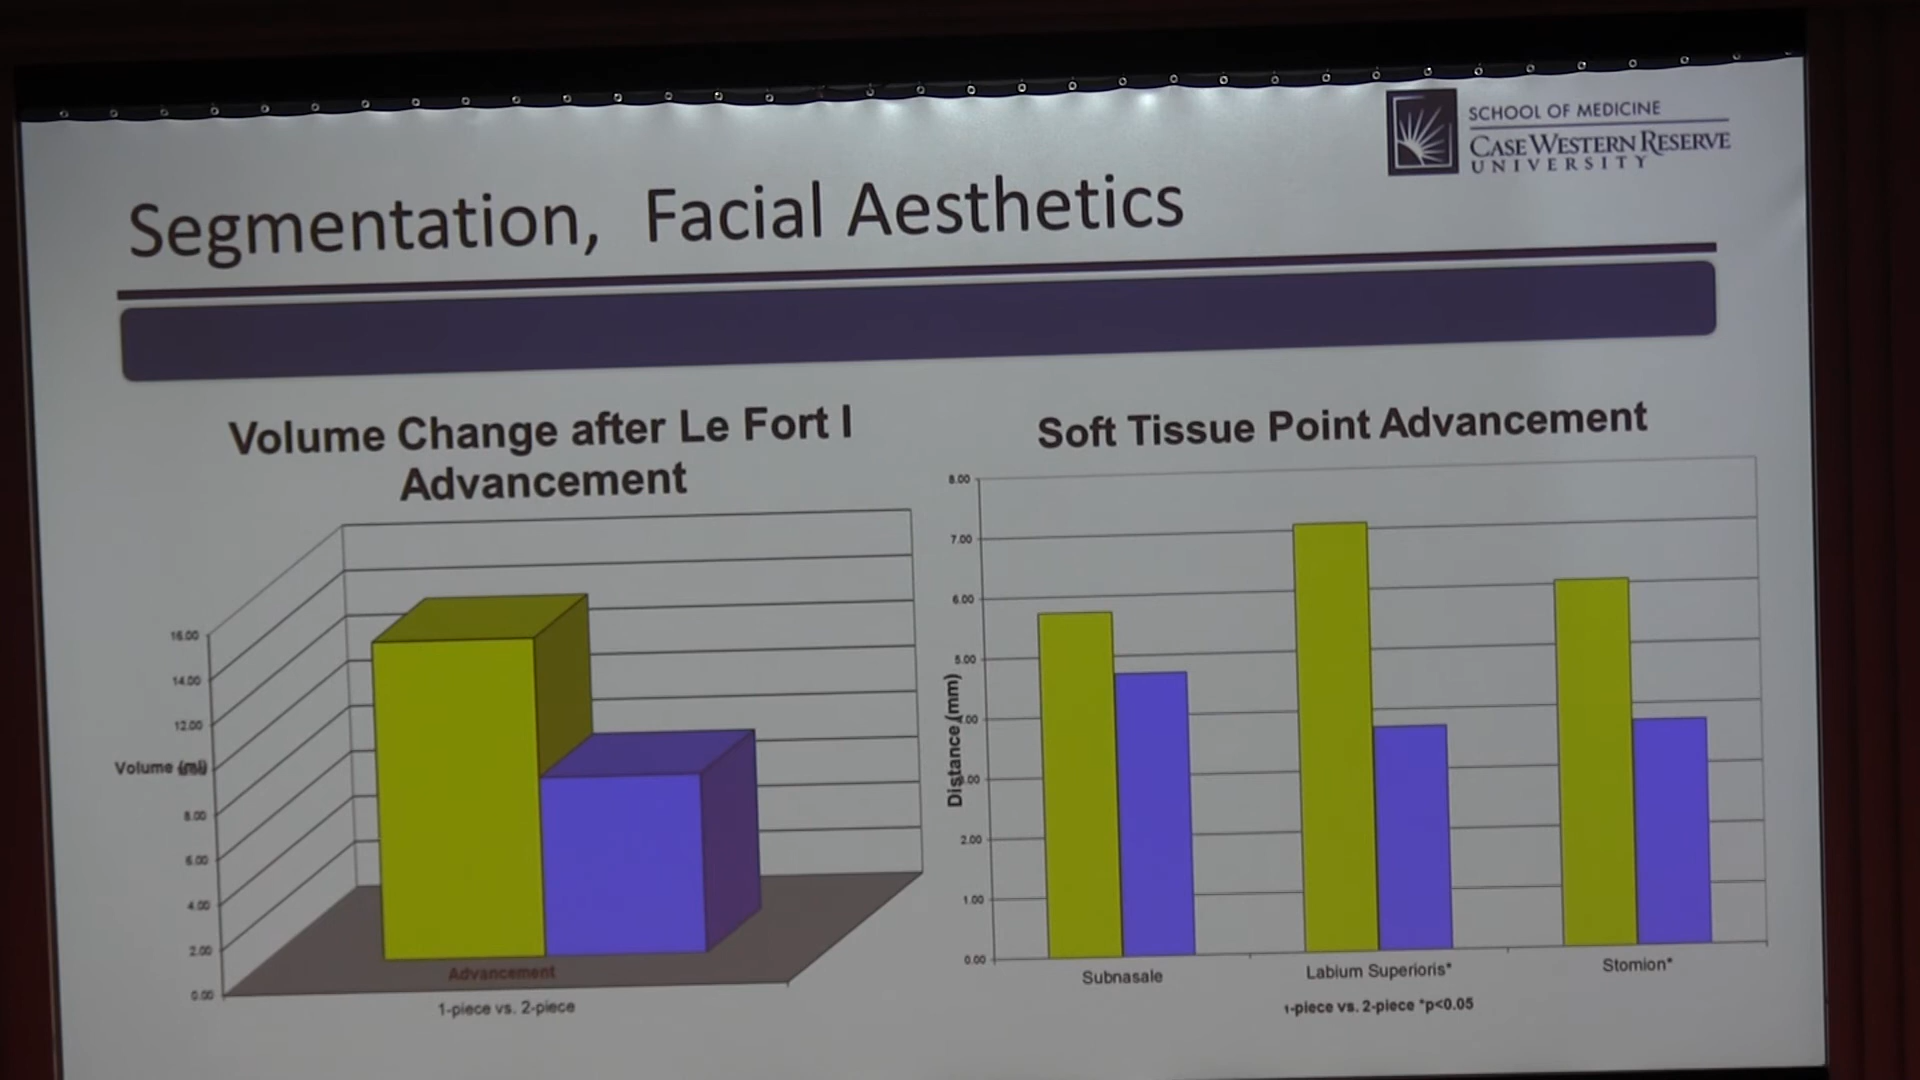 SCHOOL OF MEDICINE
CASE WESTERN RESERVE
UNIVERSITY
Segmentation, Facial Aesthetics
Volume Change after Le Fort I
Advancement
16.00
14.00
12.00
Volume (ml)
8.00
6.00
4.00
2.00
0.00
Advancement
1-piece vs. 2-piece
Soft Tissue Point Advancement
8.00
7.00
6.00
5.00
Distance (mm)
2.00
1.00
0.00
Subnasale
Labium Superioris*
Stomion*
1-piece vs. 2-piece *p<0.05